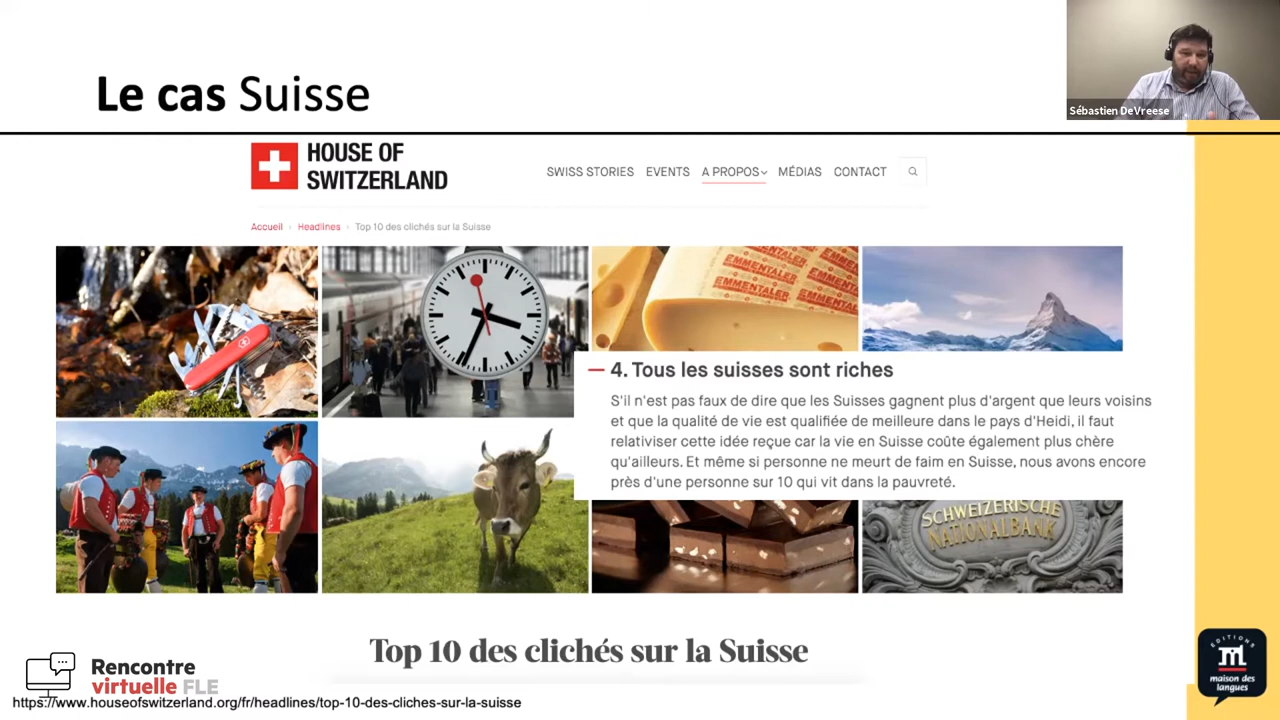 Sébastien DeVreese
Le cas Suisse
HOUSE OF
SWITZERLAND
SWISS STORIES EVENTS A PROPOS MÉDIAS CONTACT
Accueil › Headlines › Top 10 des clichés sur la Suisse
EMMENTALER EMMENTALER
EMMENTALER EMMENTALER
EMMENTALER EMMENTALER
4. Tous les suisses sont riches
S'il n'est pas faux de dire que les Suisses gagnent plus d'argent que leurs voisins
et que la qualité de vie est qualifiée de meilleure dans le pays d'Heidi, il faut
relativiser cette idée reçue car la vie en Suisse coûte également plus chère
qu'ailleurs. Et même si personne ne meurt de faim en Suisse, nous avons encore
près d'une personne sur 10 qui vit dans la pauvreté.
SCHWEIZERISCHE
NATIONALBANK
Top 10 des clichés sur la Suisse
Rencontre
virtuelle FLE
https://www.houseofswitzerland.org/fr/headlines/top-10-des-cliches-sur-la-suisse
EDITIONS
m
maison des
langues